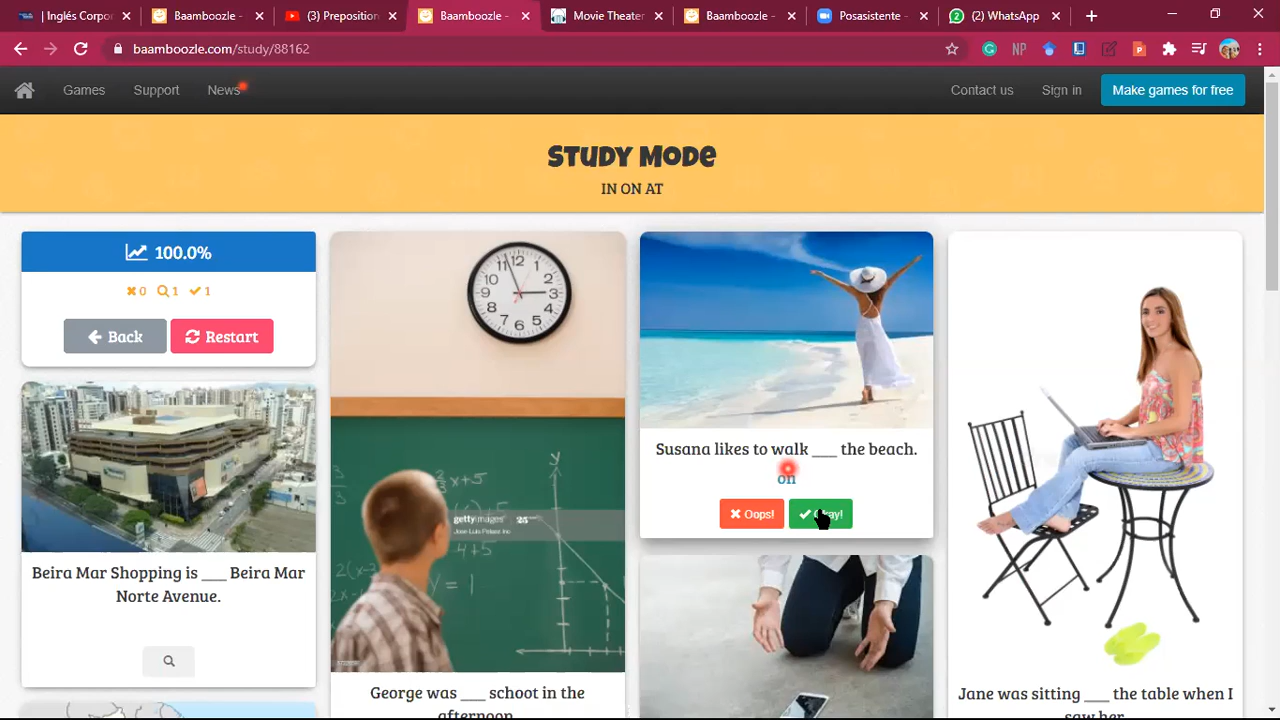 | Inglés Corpor
Baamboozle -
(3) Preposition
Baamboozle -
Movie Theater
Baamboozle -
Posasistente -
(2) WhatsApp
baamboozle.com/study/88162
NP
Games
Support
News
Contact us
Sign in
Make games for free
STUDY MODE
IN ON AT
100.0%
0 1 1
Back
Restart
Beira Mar Shopping is ___ Beira Mar
Norte Avenue.
gettyimages
George was ___ schoot in the
afternoon.
Susana likes to walk ___ the beach.
on
Oops!
Jane was sitting ___ the table when I
saw her